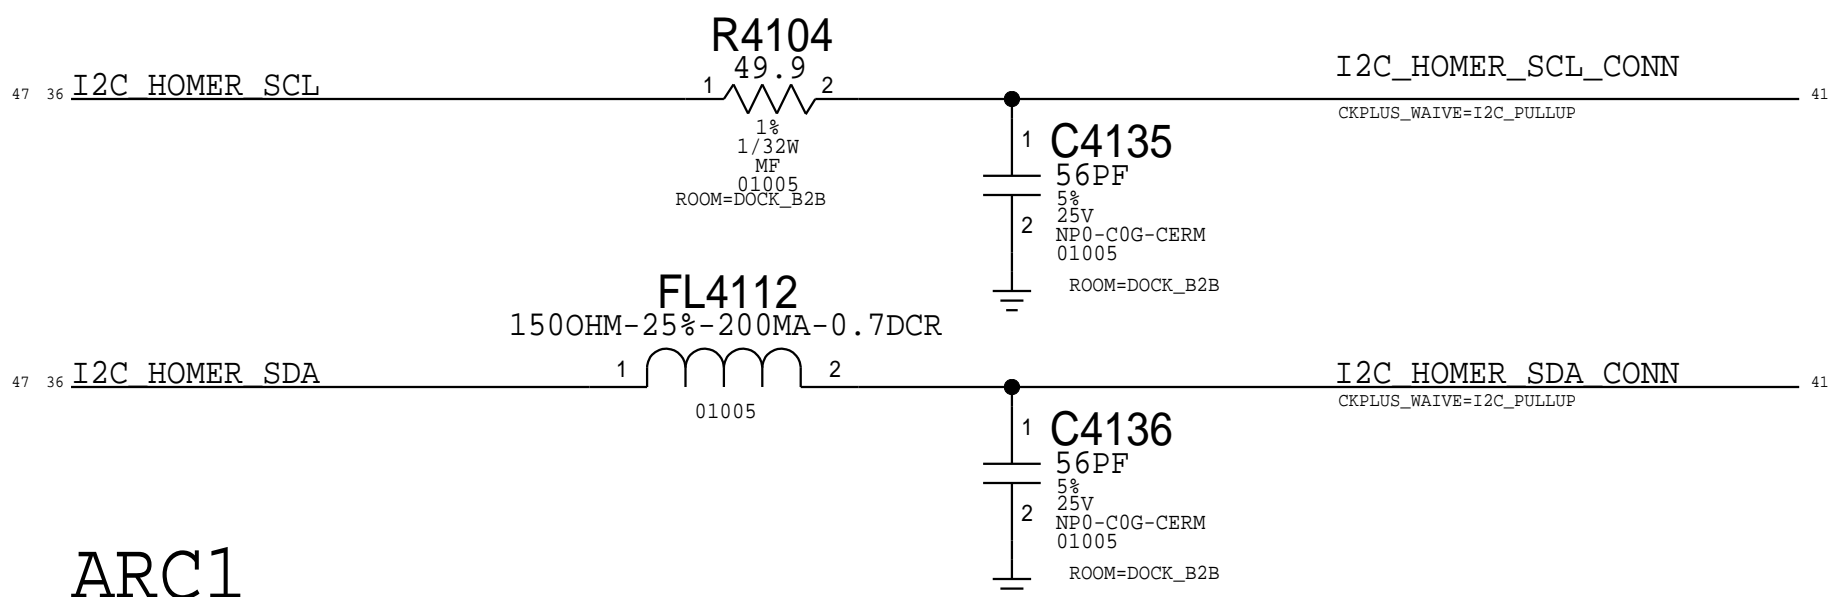 R4104
49.9
47 36 I2C_HOMER_SCL 1 2 I2C_HOMER_SCL_CONN 41
CKPLUS_WAIVE=I2C_PULLUP
1%
1/32W
MF
01005
ROOM=DOCK_B2B
1 C4135
56PF
5%
25V
2 NP0-C0G-CERM
01005
ROOM=DOCK_B2B
FL4112
150OHM-25%-200MA-0.7DCR
47 36 I2C_HOMER_SDA 1 2 I2C_HOMER_SDA_CONN 41
CKPLUS_WAIVE=I2C_PULLUP
01005
1 C4136
56PF
5%
25V
2 NP0-C0G-CERM
01005
ROOM=DOCK_B2B
ARC1